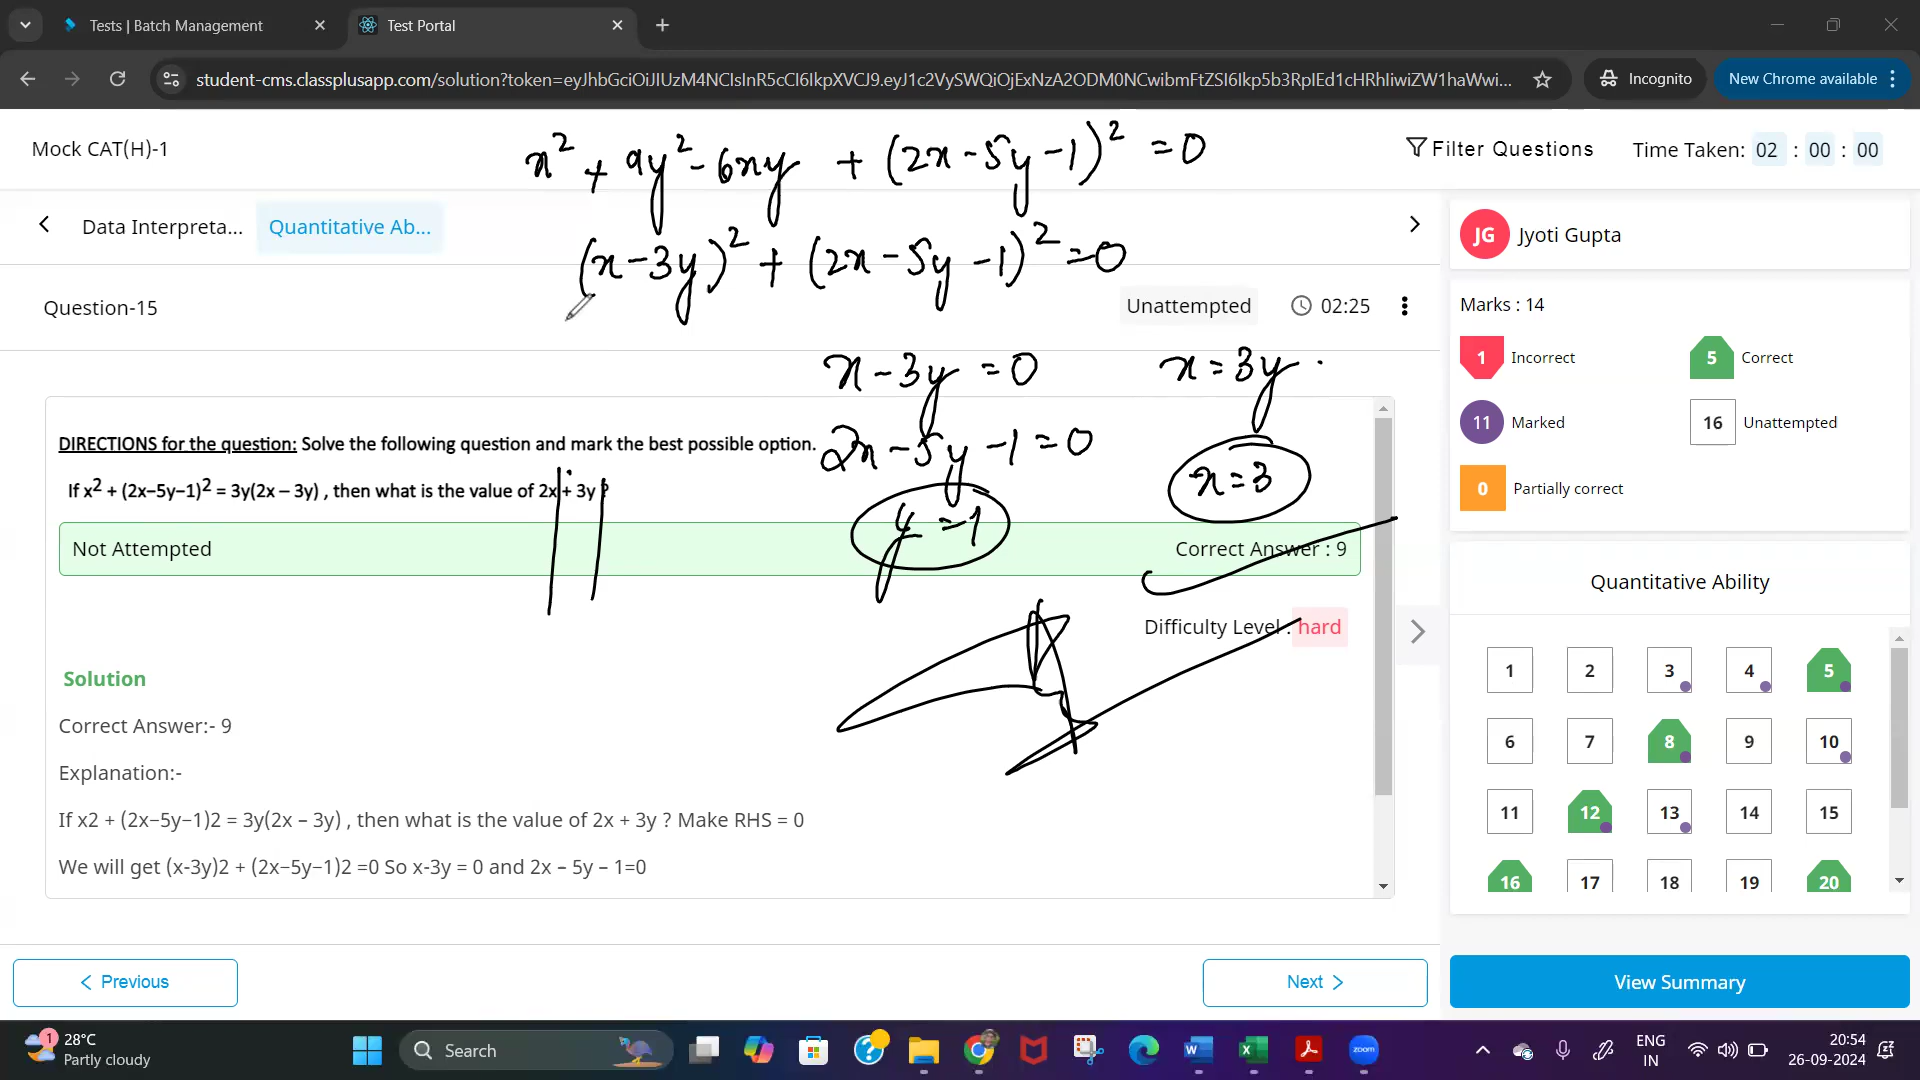 Tests | Batch Management
Test Portal
student-cms.classplusapp.com/solution?token=eyJhbGciOiJIUzM4NCIsInR5cCI6IkpXVCJ9.eyJ1c2VySWQiOjExNzA2ODM0NCwibmFtZSI6Ikp5b3RpIEd1cHRhIiwiZW1haWwi...
Incognito
New Chrome available
Mock CAT(H)-1
x² + 9y² - 6xy + (2x - 5y - 1)² = 0
Filter Questions
Time Taken: 02 : 00 : 00
Data Interpreta...
Quantitative Ab...
(x - 3y)² + (2x - 5y - 1)² = 0
JG
Jyoti Gupta
Question-15
Unattempted
02:25
Marks : 14
1 Incorrect
5 Correct
11 Marked
16 Unattempted
0 Partially correct
x - 3y = 0
x = 3y
2x - 5y - 1 = 0
x = 3
y = 1
DIRECTIONS for the question: Solve the following question and mark the best possible option.
If x² + (2x–5y–1)² = 3y(2x – 3y) , then what is the value of 2x + 3y ?
Not Attempted
Correct Answer : 9
Difficulty Level : hard
Solution
Correct Answer:- 9
Explanation:-
If x2 + (2x−5y−1)2 = 3y(2x – 3y) , then what is the value of 2x + 3y ? Make RHS = 0
We will get (x-3y)2 + (2x−5y−1)2 =0 So x-3y = 0 and 2x – 5y – 1=0
Quantitative Ability
1 2 3 4 5
6 7 8 9 10
11 12 13 14 15
16 17 18 19 20
Previous
Next
View Summary
1
28°C
Partly cloudy
Search
zoom
ENG
IN
20:54
26-09-2024